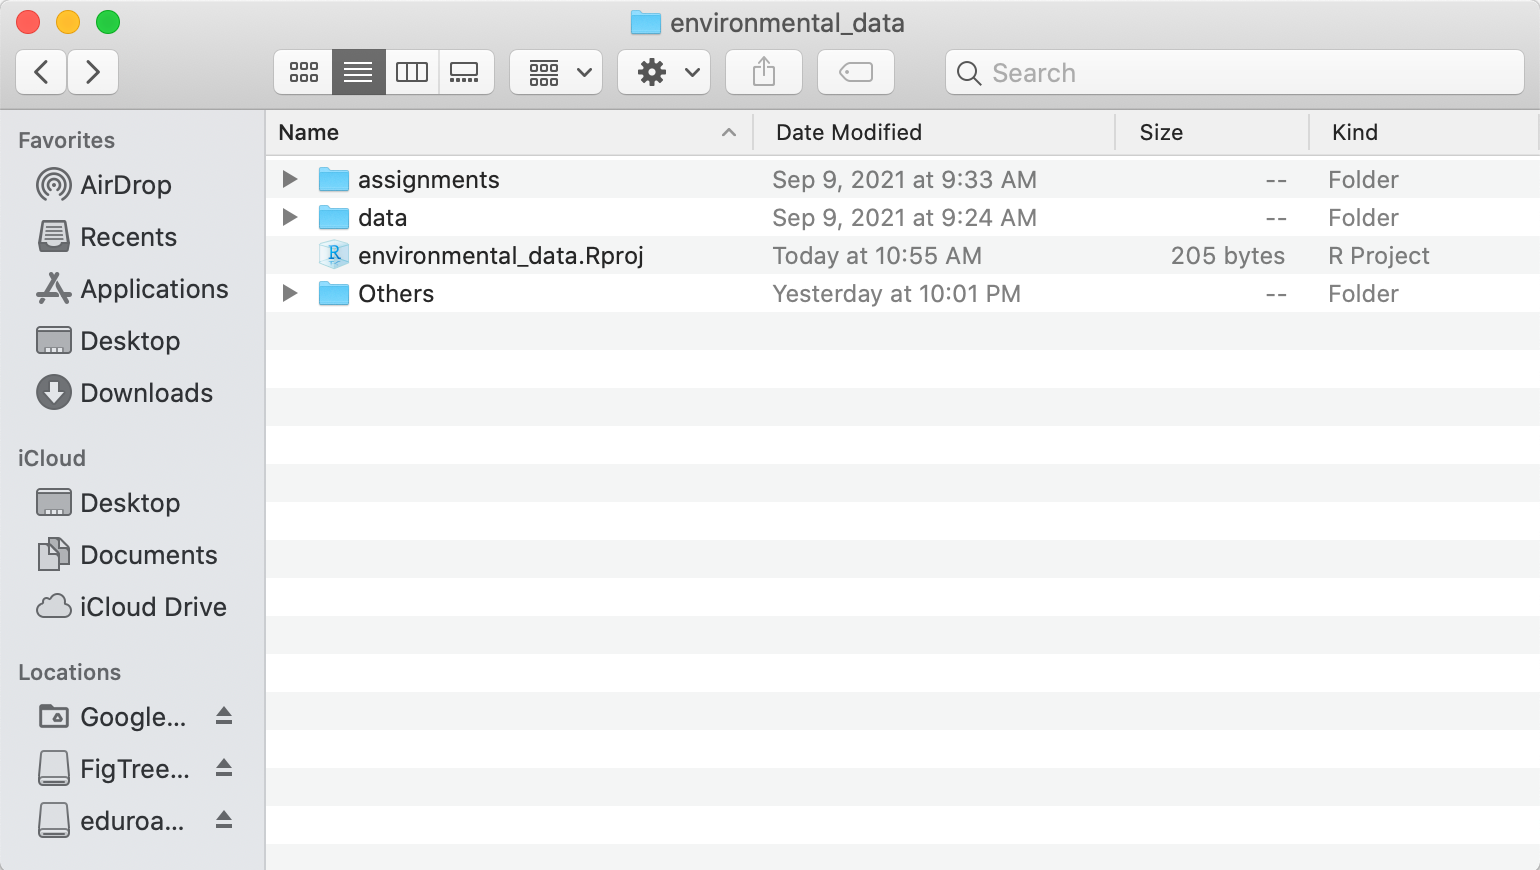 environmental_data
Search
Favorites
AirDrop
Recents
Applications
Desktop
Downloads
iCloud
Desktop
Documents
iCloud Drive
Locations
Google...
FigTree...
eduroa...
Name Date Modified Size Kind
assignments Sep 9, 2021 at 9:33 AM -- Folder
data Sep 9, 2021 at 9:24 AM -- Folder
R environmental_data.Rproj Today at 10:55 AM 205 bytes R Project
Others Yesterday at 10:01 PM -- Folder